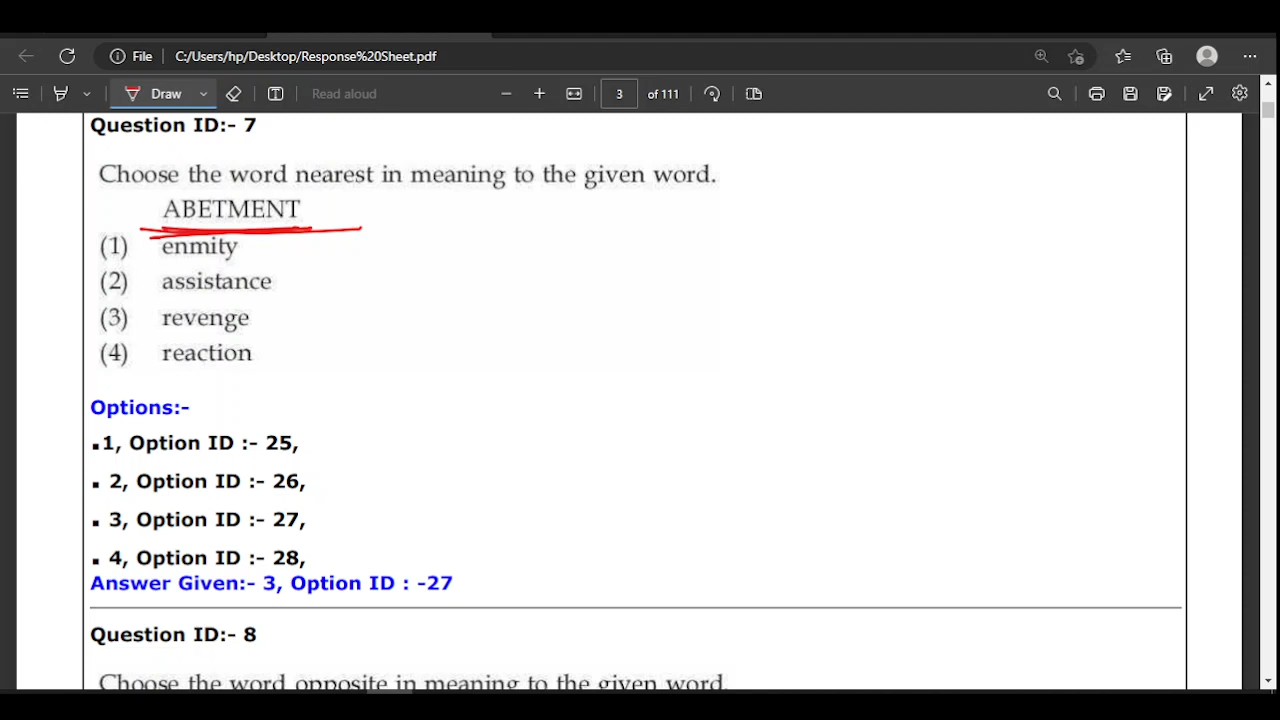 File
C:/Users/hp/Desktop/Response%20Sheet.pdf
Draw
Read aloud
3
of 111
Question ID:- 7
Choose the word nearest in meaning to the given word.
ABETMENT
(1) enmity
(2) assistance
(3) revenge
(4) reaction
Options:-
1, Option ID :- 25,
2, Option ID :- 26,
3, Option ID :- 27,
4, Option ID :- 28,
Answer Given:- 3, Option ID : -27
Question ID:- 8
Choose the word opposite in meaning to the given word.